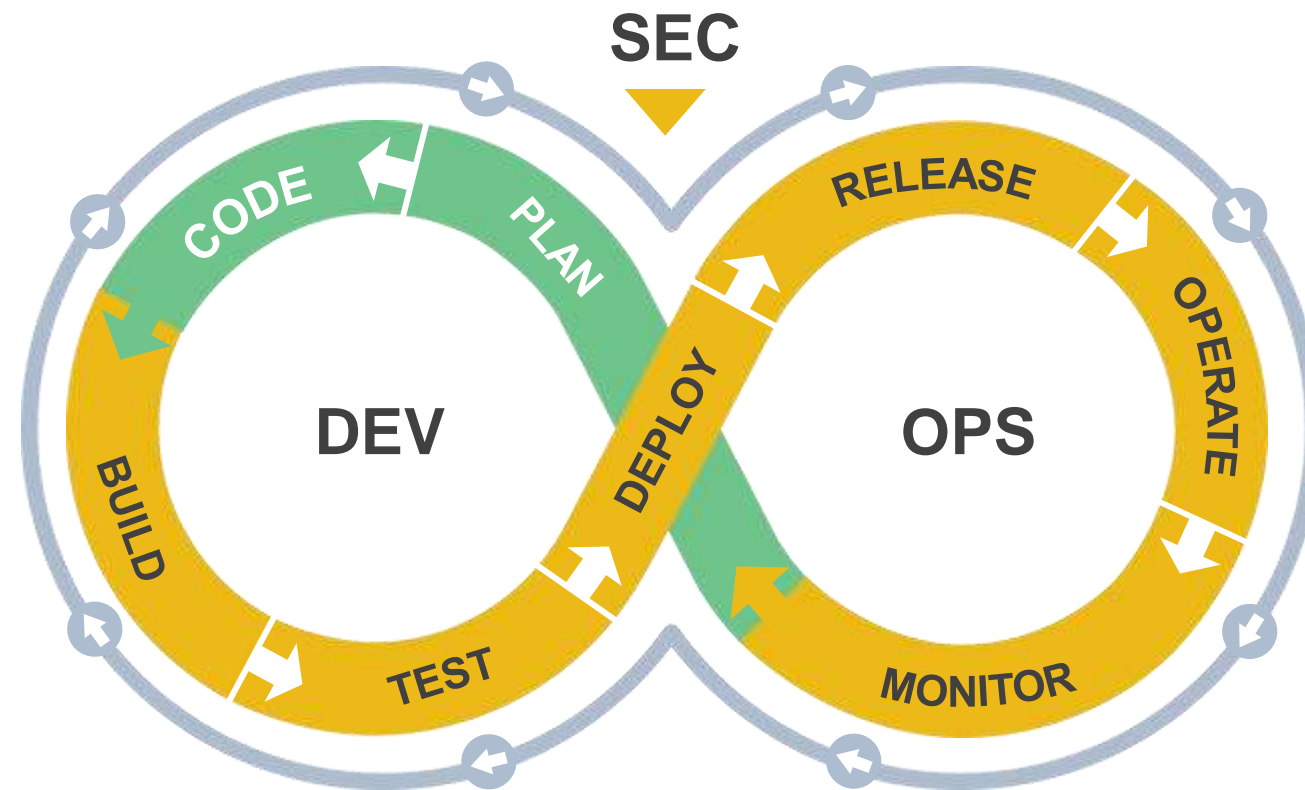 SEC
PLAN
CODE
BUILD
TEST
DEPLOY
RELEASE
OPERATE
MONITOR
DEV
OPS